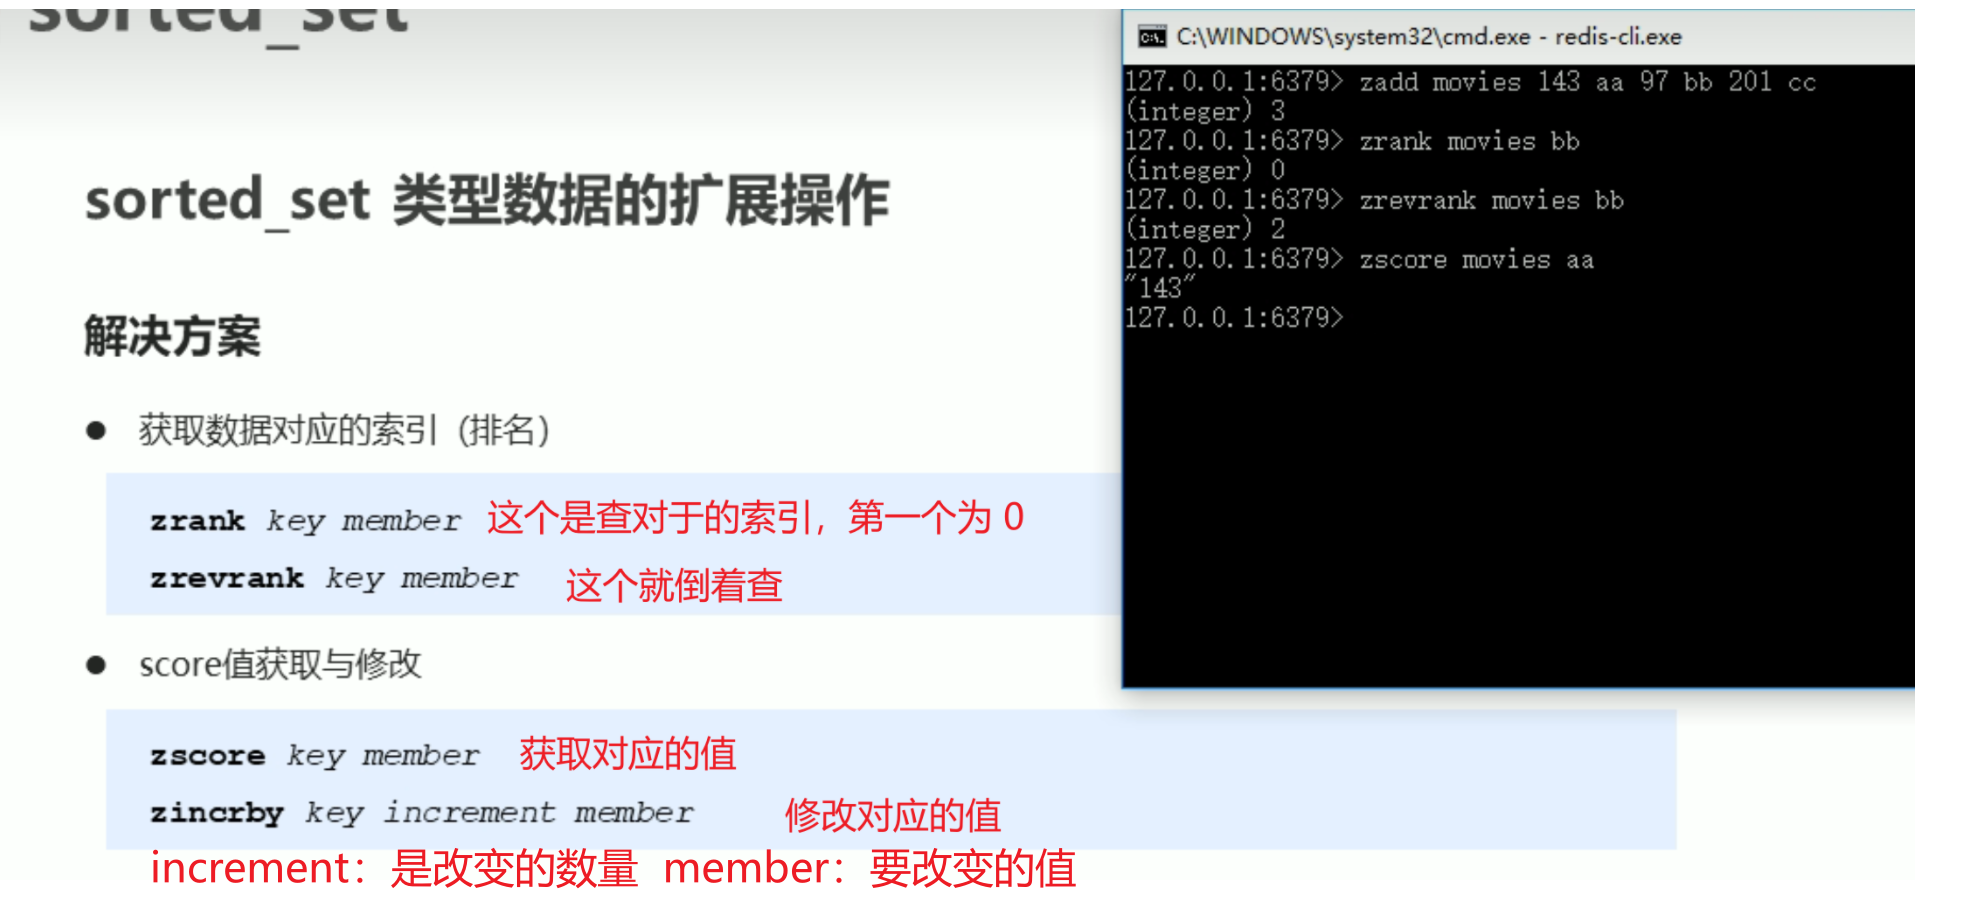 sorted_set
C:\WINDOWS\system32\cmd.exe - redis-cli.exe
127.0.0.1:6379> zadd movies 143 aa 97 bb 201 cc
(integer) 3
127.0.0.1:6379> zrank movies bb
(integer) 0
127.0.0.1:6379> zrevrank movies bb
(integer) 2
127.0.0.1:6379> zscore movies aa
"143"
127.0.0.1:6379>
sorted_set 类型数据的扩展操作
解决方案
● 获取数据对应的索引（排名）
zrank key member 这个是查对于的索引，第一个为 0
zrevrank key member 这个就倒着查
● score值获取与修改
zscore key member 获取对应的值
zincrby key increment member 修改对应的值
increment：是改变的数量 member：要改变的值